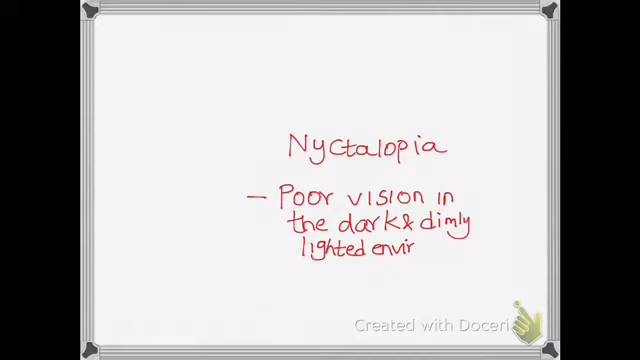 Nyctalopia
— Poor vision in
the dark & dimly
lighted envir
Created with Doceri